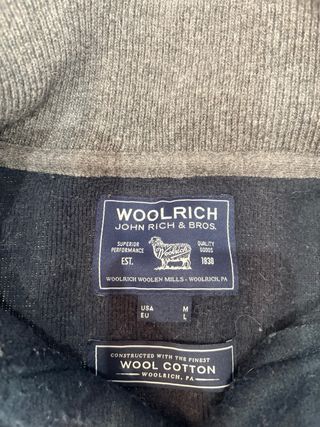 WOOLRICH
JOHN RICH & BROS.
SUPERIOR PERFORMANCE
QUALITY GOODS
Woolrich
EST. 1830
WOOLRICH WOOLEN MILLS - WOOLRICH, PA
USA M
EU L
CONSTRUCTED WITH THE FINEST
WOOL COTTON
WOOLRICH, PA